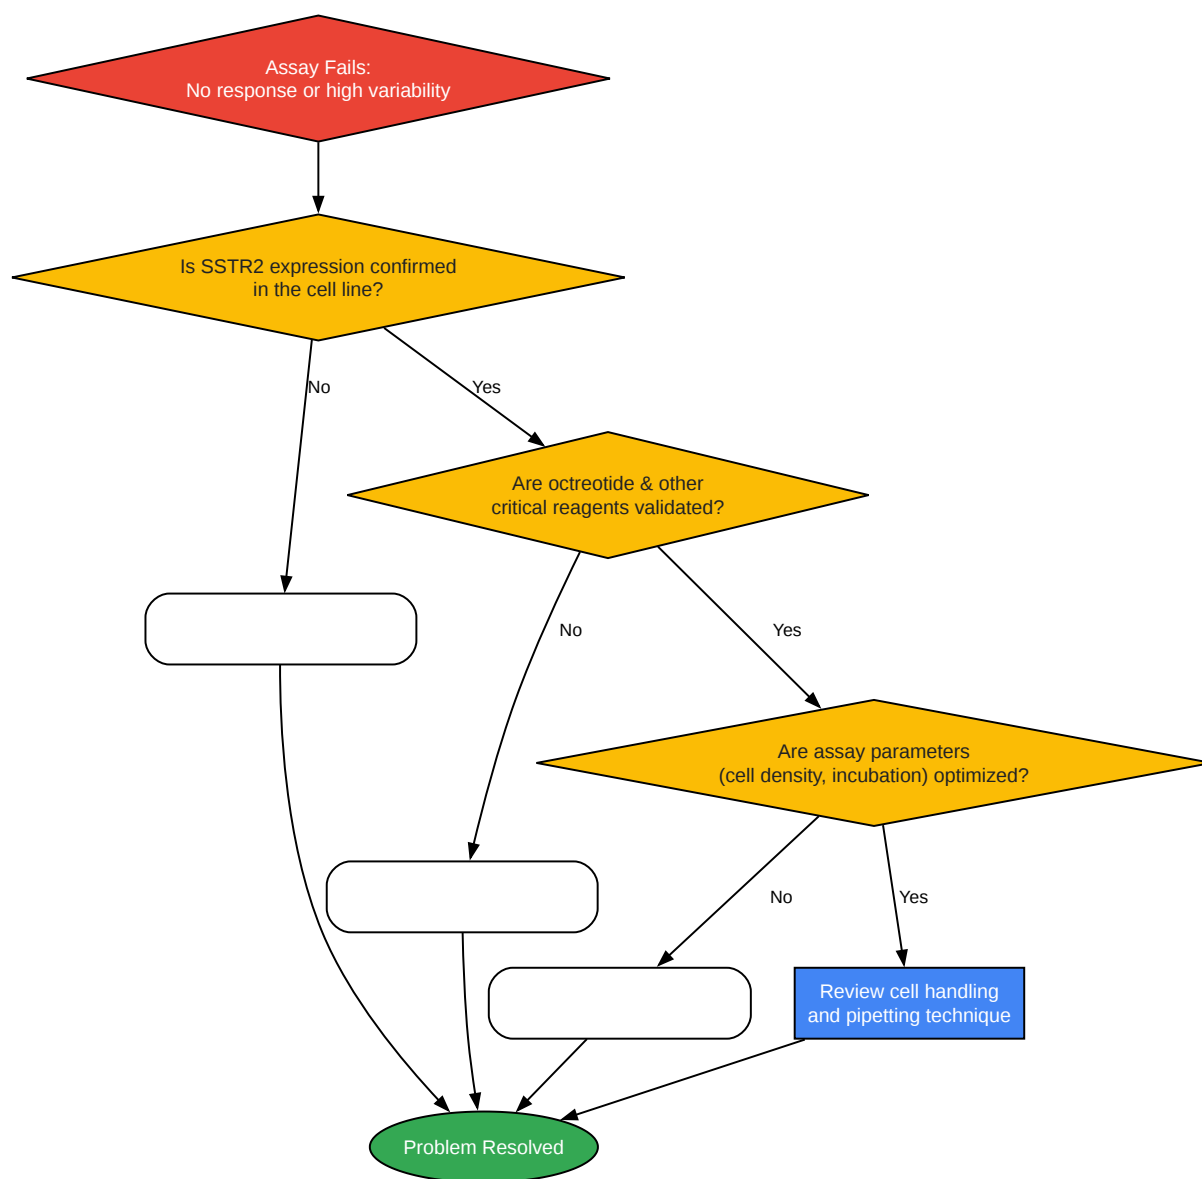 Assay Fails:
No response or high variability
Is SSTR2 expression confirmed
in the cell line?
No
Yes
Are octreotide & other
critical reagents validated?
No
Yes
Are assay parameters
(cell density, incubation) optimized?
No
Yes
Review cell handling
and pipetting technique
Problem Resolved